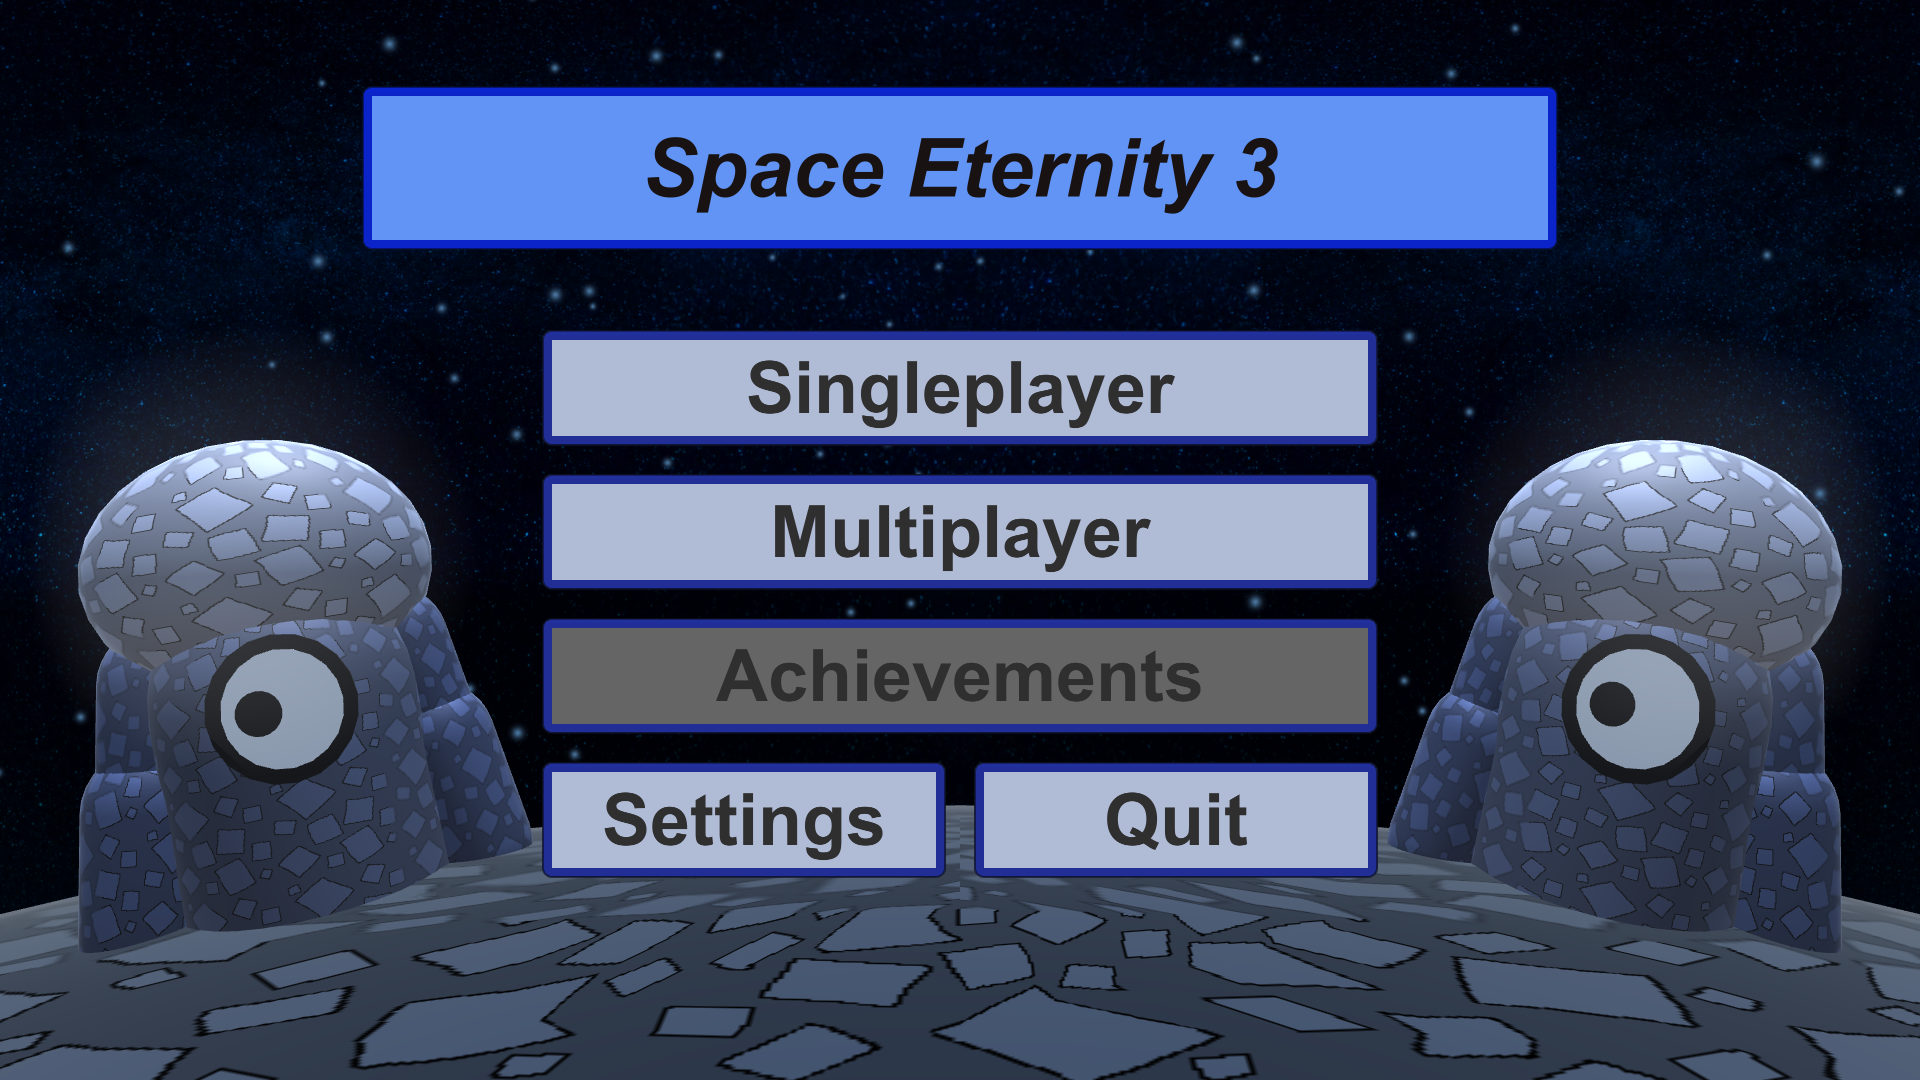 Space Eternity 3
Singleplayer
Multiplayer
Achievements
Settings
Quit